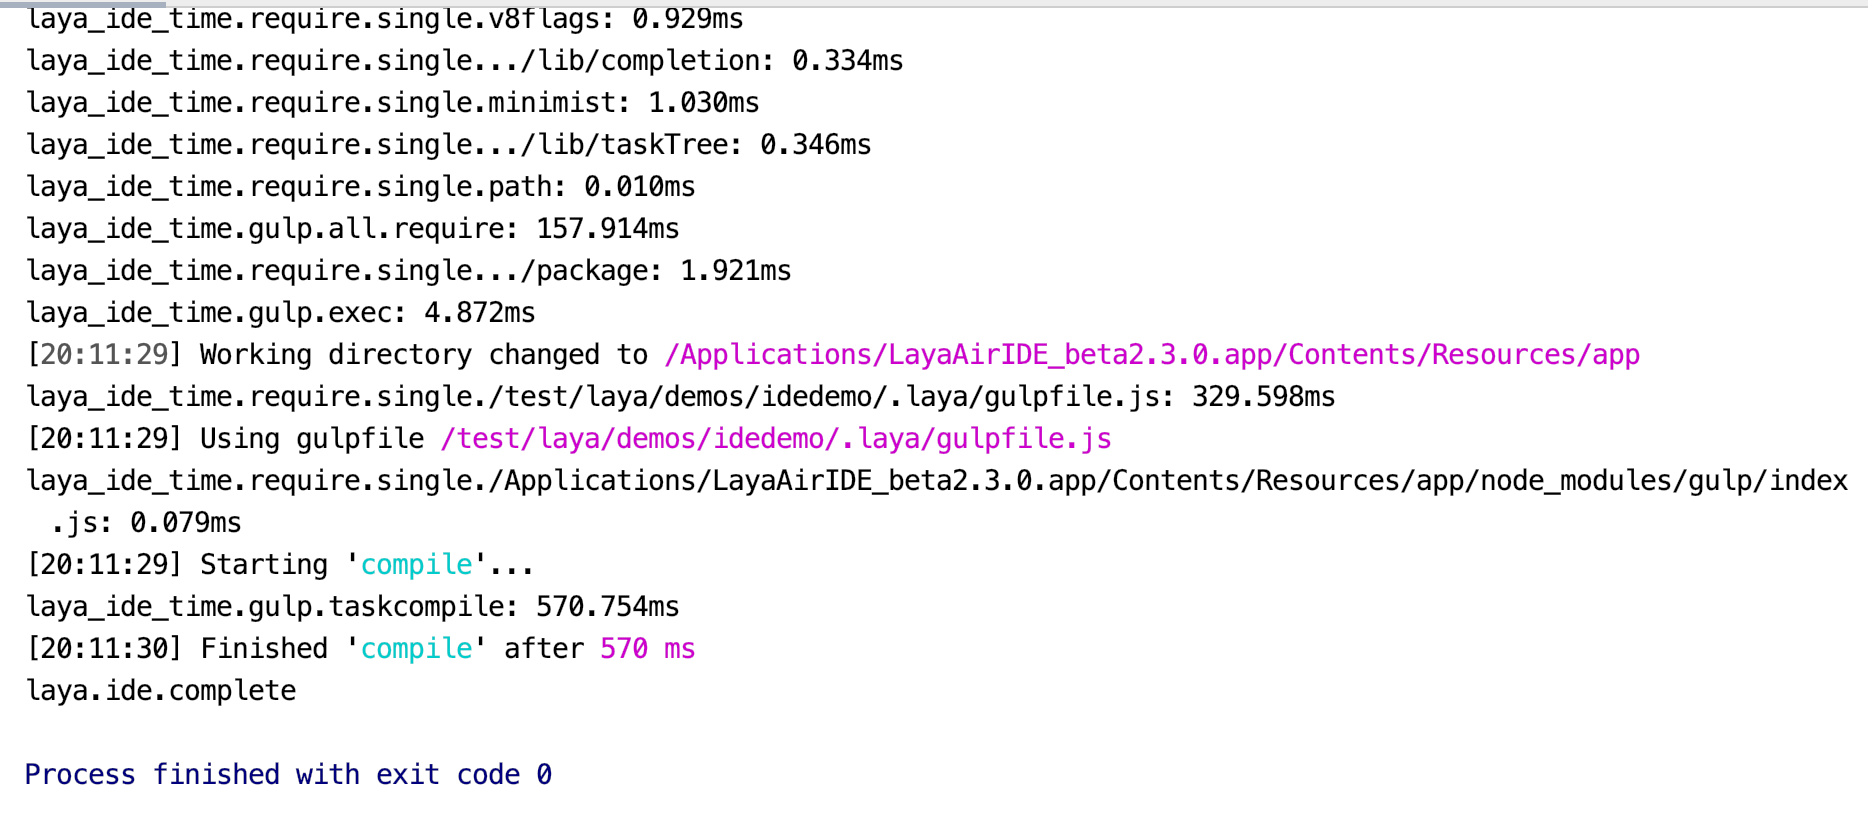 laya_ide_time.require.single.v8flags: 0.929ms
laya_ide_time.require.single.../lib/completion: 0.334ms
laya_ide_time.require.single.minimist: 1.030ms
laya_ide_time.require.single.../lib/taskTree: 0.346ms
laya_ide_time.require.single.path: 0.010ms
laya_ide_time.gulp.all.require: 157.914ms
laya_ide_time.require.single.../package: 1.921ms
laya_ide_time.gulp.exec: 4.872ms
[20:11:29] Working directory changed to /Applications/LayaAirIDE_beta2.3.0.app/Contents/Resources/app
laya_ide_time.require.single./test/laya/demos/idedemo/.laya/gulpfile.js: 329.598ms
[20:11:29] Using gulpfile /test/laya/demos/idedemo/.laya/gulpfile.js
laya_ide_time.require.single./Applications/LayaAirIDE_beta2.3.0.app/Contents/Resources/app/node_modules/gulp/index
.js: 0.079ms
[20:11:29] Starting 'compile'...
laya_ide_time.gulp.taskcompile: 570.754ms
[20:11:30] Finished 'compile' after 570 ms
laya.ide.complete
Process finished with exit code 0